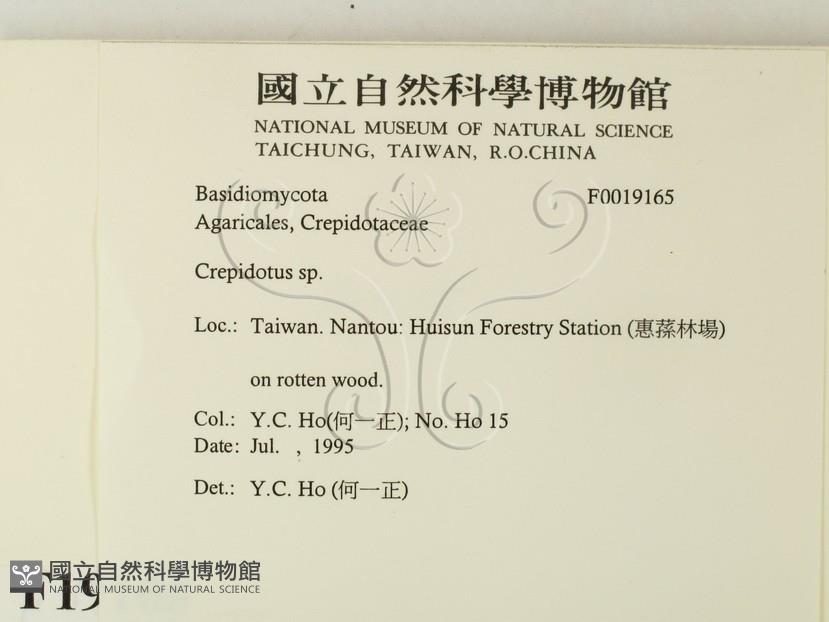 國立自然科學博物館
NATIONAL MUSEUM OF NATURAL SCIENCE
TAICHUNG, TAIWAN, R.O.CHINA
Basidiomycota F0019165
Agaricales, Crepidotaceae
Crepidotus sp.
Loc.: Taiwan. Nantou: Huisun Forestry Station (惠蓀林場)
on rotten wood.
Col.: Y.C. Ho(何一正); No. Ho 15
Date: Jul. , 1995
Det.: Y.C. Ho (何一正)
國立自然科學博物館
NATIONAL MUSEUM OF NATURAL SCIENCE
F19